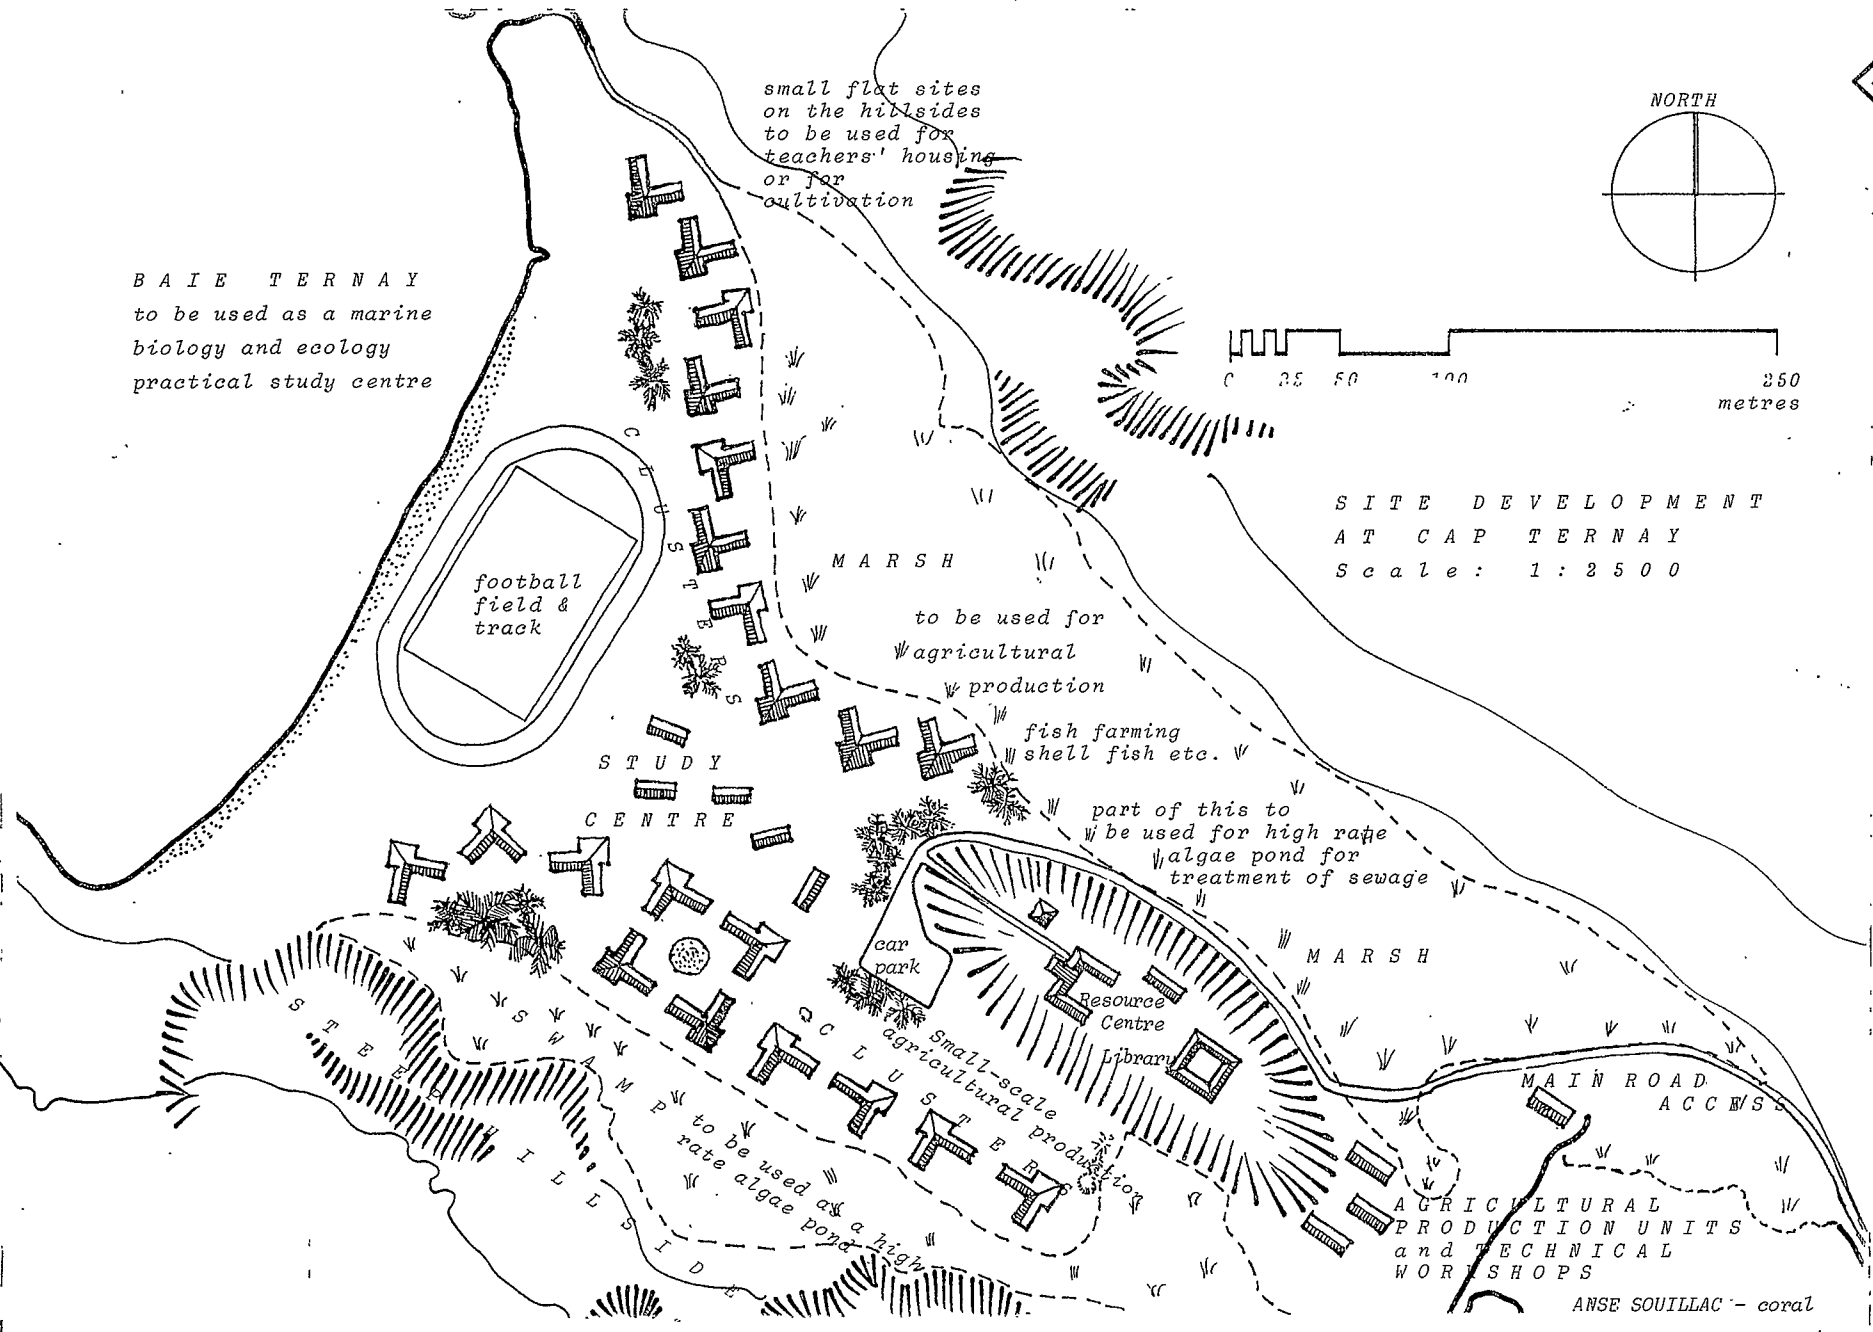 small flat sites
on the hillsides
to be used for
teachers' housing
or for
cultivation
NORTH
BAIE TERNAY
to be used as a marine
biology and ecology
practical study centre
0 25 50 100 250
metres
SITE DEVELOPMENT
AT CAP TERNAY
Scale: 1:2500
CLUSTERS
football
field &
track
MARSH
to be used for
agricultural
production
fish farming
shell fish etc.
part of this to
be used for high rate
algae pond for
treatment of sewage
STUDY
CENTRE
car
park
MARSH
Resource
Centre
Library
Small-scale
agricultural production
CLUSTERS
STEEP HILLSIDE
SWAMP
to be used as a high
rate algae pond
MAIN ROAD
ACCESS
AGRICULTURAL
PRODUCTION UNITS
and TECHNICAL
WORKSHOPS
ANSE SOUILLAC - coral